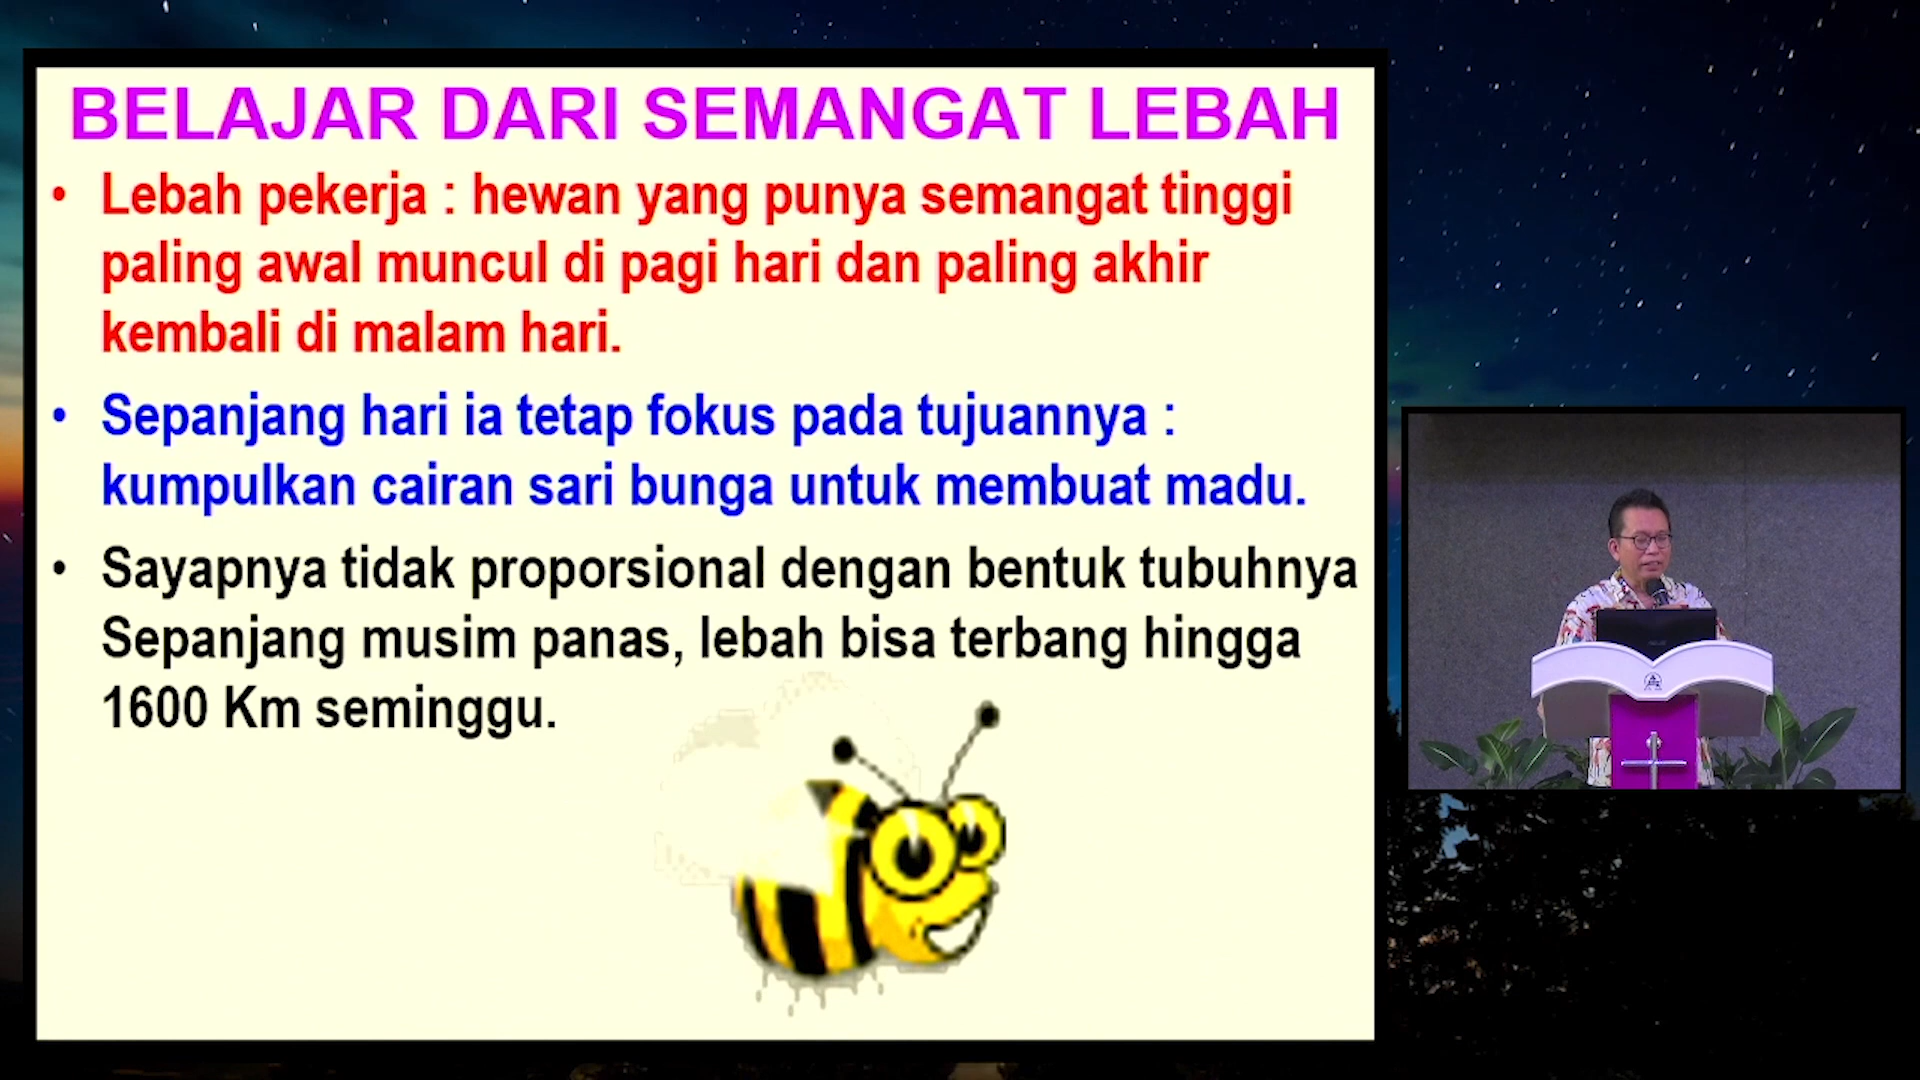 BELAJAR DARI SEMANGAT LEBAH
• Lebah pekerja : hewan yang punya semangat tinggi
paling awal muncul di pagi hari dan paling akhir
kembali di malam hari.
• Sepanjang hari ia tetap fokus pada tujuannya :
kumpulkan cairan sari bunga untuk membuat madu.
• Sayapnya tidak proporsional dengan bentuk tubuhnya
Sepanjang musim panas, lebah bisa terbang hingga
1600 Km seminggu.